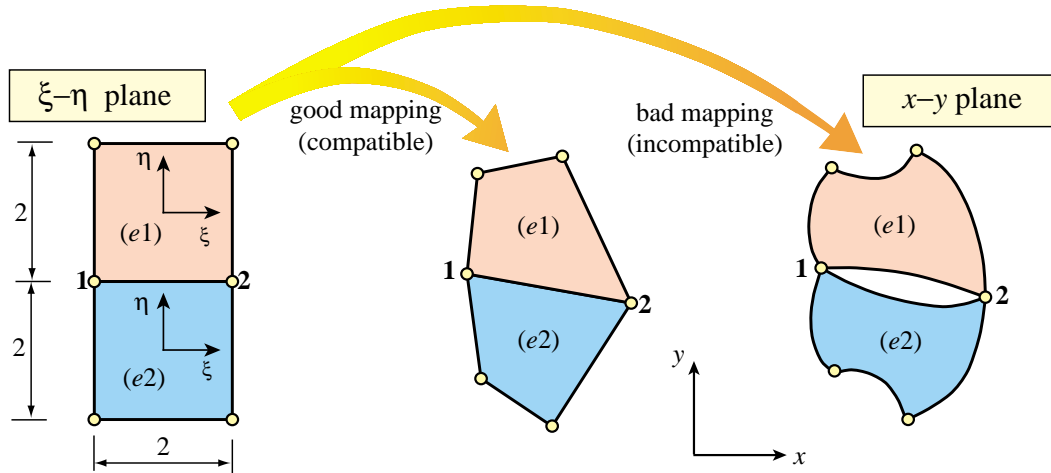 ξ–η plane
good mapping
(compatible)
bad mapping
(incompatible)
x–y plane
η
2
(e1)
ξ
1
2
η
2
(e2)
ξ
2
(e1)
1
2
(e2)
(e1)
1
2
(e2)
y
x